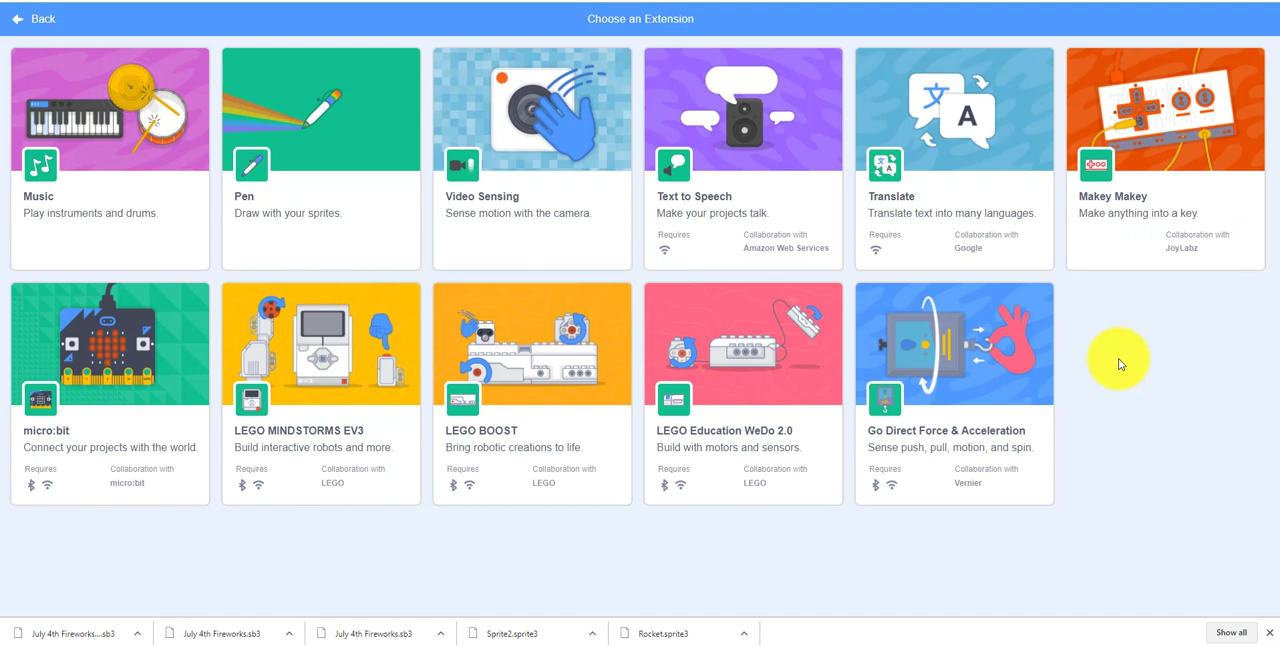 Back
Choose an Extension
Music
Play instruments and drums.
Pen
Draw with your sprites.
Video Sensing
Sense motion with the camera.
Text to Speech
Make your projects talk.
Requires
Collaboration with
Amazon Web Services
文
A
Translate
Translate text into many languages.
Requires
Collaboration with
Google
Makey Makey
Make anything into a key.
Collaboration with
JoyLabz
micro:bit
Connect your projects with the world.
Requires
Collaboration with
micro:bit
LEGO MINDSTORMS EV3
Build interactive robots and more.
Requires
Collaboration with
LEGO
LEGO BOOST
Bring robotic creations to life.
Requires
Collaboration with
LEGO
LEGO Education WeDo 2.0
Build with motors and sensors.
Requires
Collaboration with
LEGO
Go Direct Force & Acceleration
Sense push, pull, motion, and spin.
Requires
Collaboration with
Vernier
July 4th Fireworks....sb3
July 4th Fireworks.sb3
July 4th Fireworks.sb3
Sprite2.sprite3
Rocket.sprite3
Show all